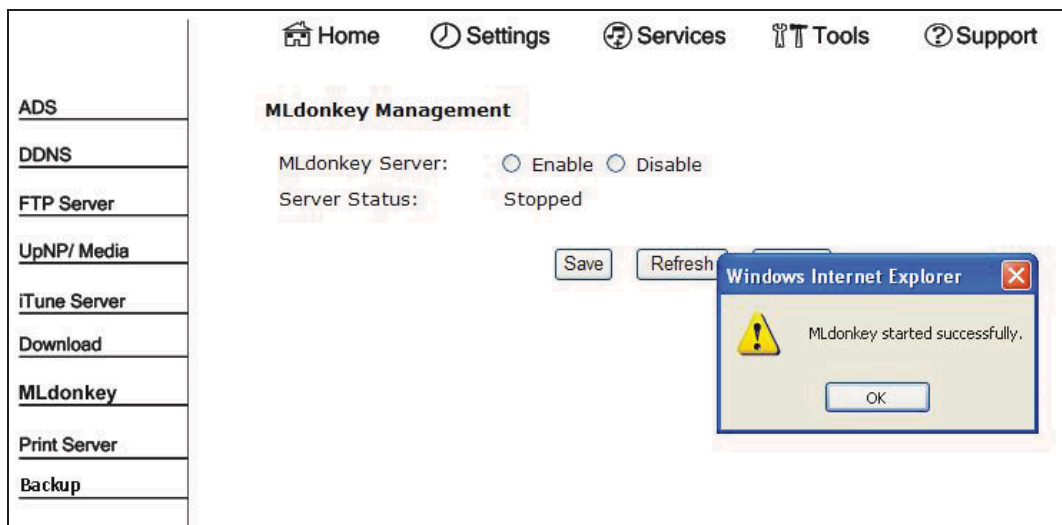 Home Settings Services Tools Support
ADS
DDNS
FTP Server
UpNP/ Media
iTune Server
Download
MLdonkey
Print Server
Backup
MLdonkey Management
MLdonkey Server: Enable Disable
Server Status: Stopped
Save Refresh
Windows Internet Explorer
MLdonkey started successfully.
OK